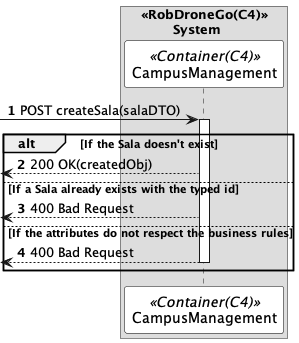 «RobDroneGo(C4)»
System
«Container(C4)»
CampusManagement
1 POST createSala(salaDTO)
alt [If the Sala doesn't exist]
2 200 OK(createdObj)
[If a Sala already exists with the typed id]
3 400 Bad Request
[If the attributes do not respect the business rules]
4 400 Bad Request
«Container(C4)»
CampusManagement